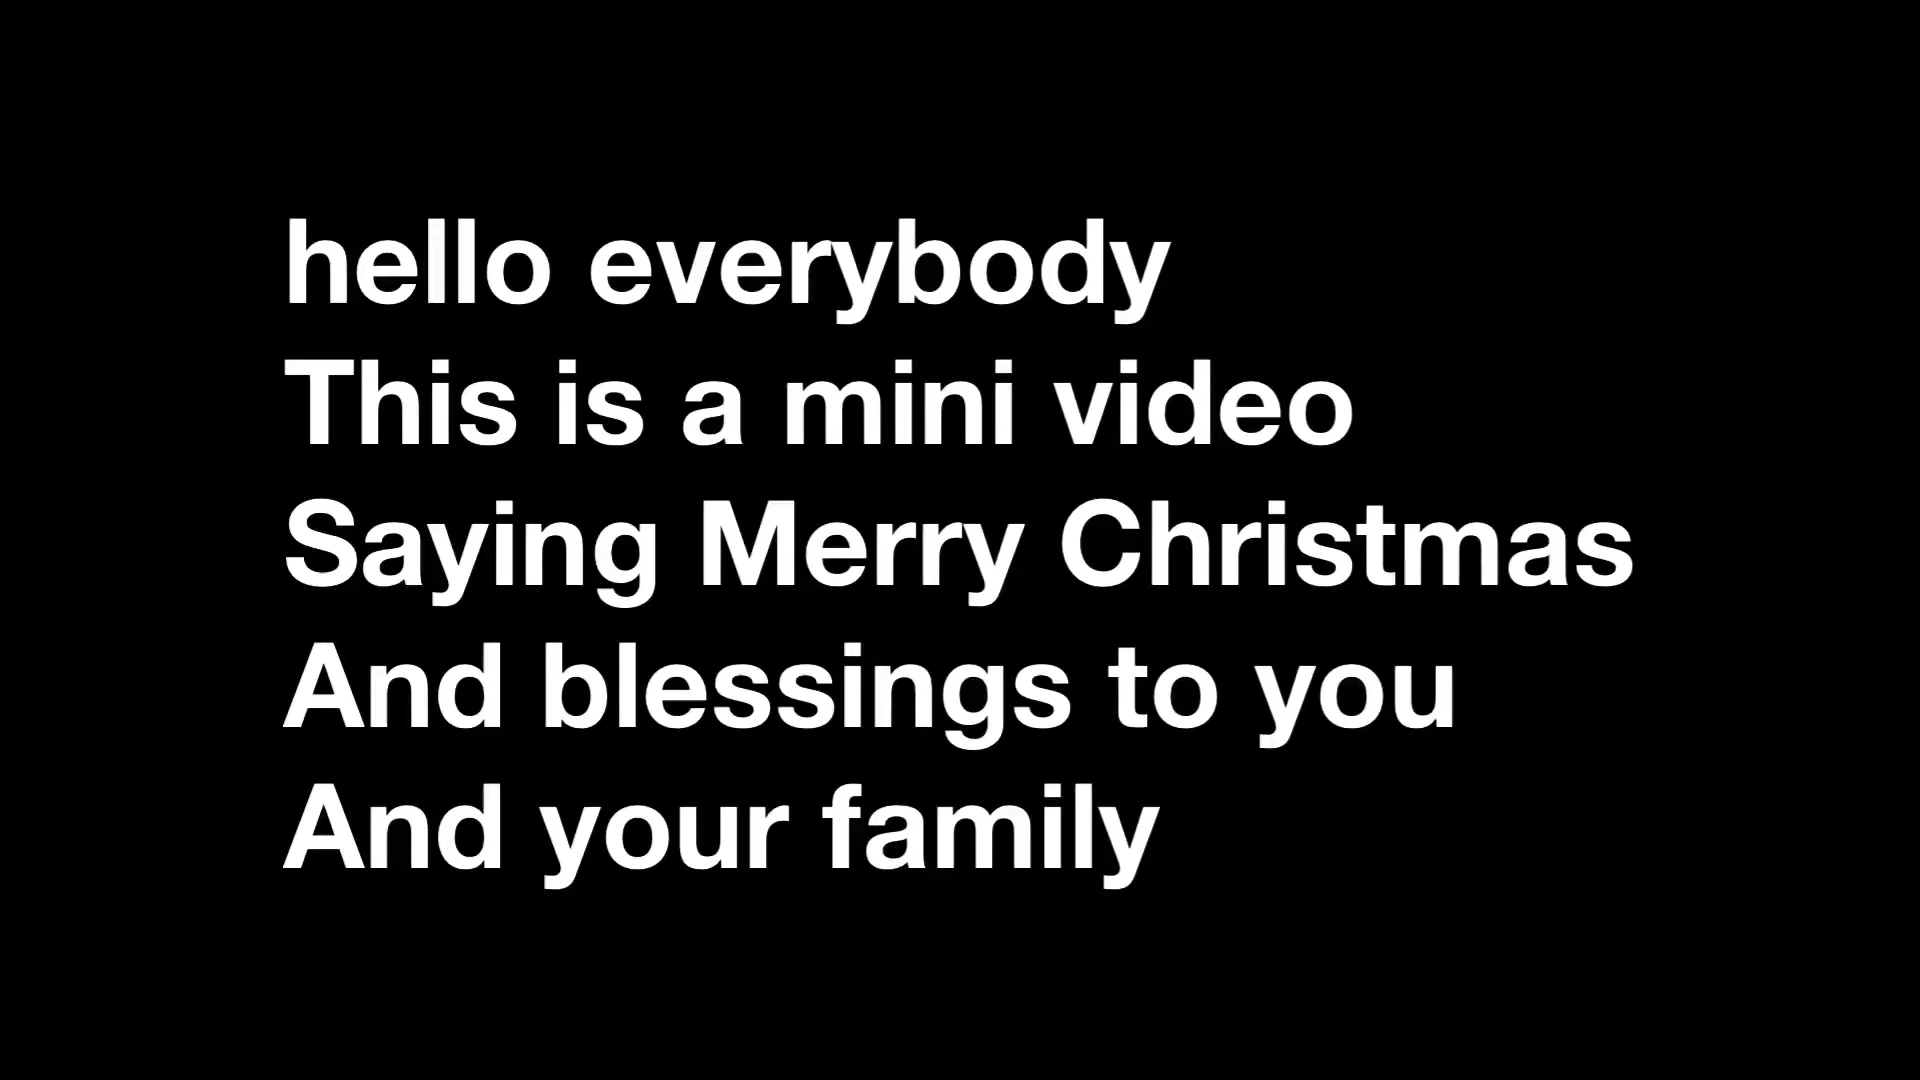 hello everybody
This is a mini video
Saying Merry Christmas
And blessings to you
And your family